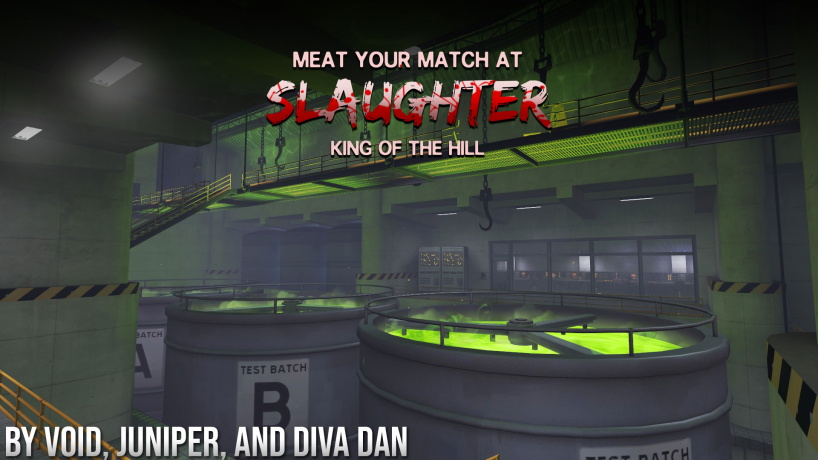 MEAT YOUR MATCH AT
SLAUGHTER
KING OF THE HILL
BATCH
A
TEST BATCH
B
TEST BATCH
BY VOID, JUNIPER, AND DIVA DAN